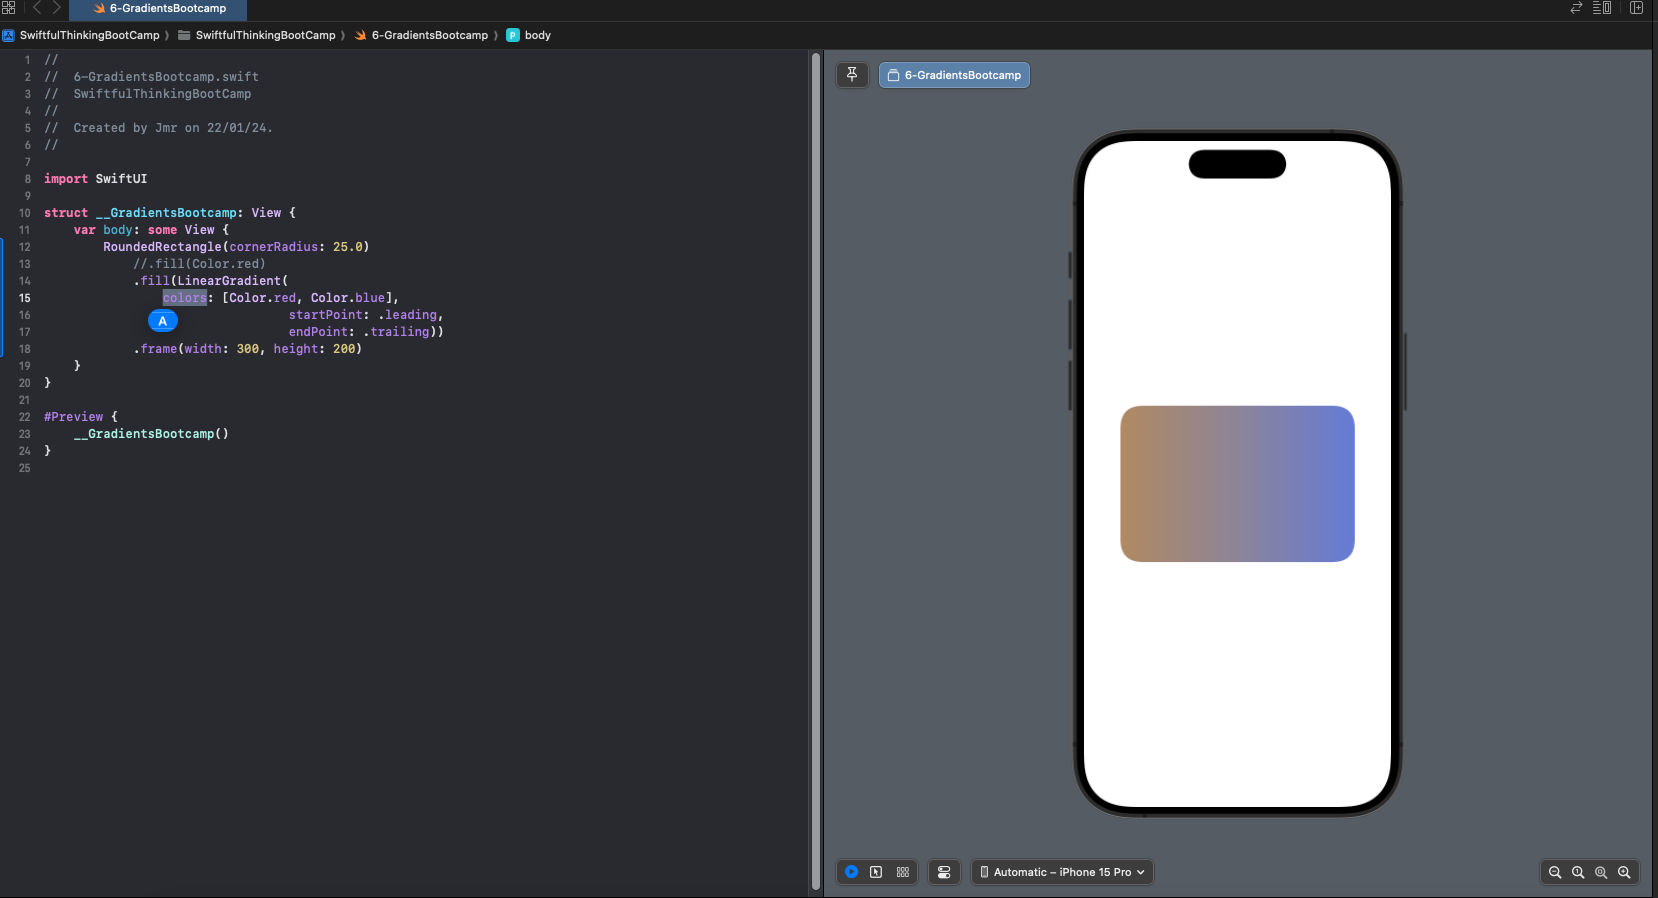 6-GradientsBootcamp
SwiftfulThinkingBootCamp 〉 SwiftfulThinkingBootCamp 〉 6-GradientsBootcamp 〉 P body
1 //
2 //  6-GradientsBootcamp.swift
3 //  SwiftfulThinkingBootCamp
4 //
5 //  Created by Jmr on 22/01/24.
6 //
7
8 import SwiftUI
9
10 struct __GradientsBootcamp: View {
11     var body: some View {
12         RoundedRectangle(cornerRadius: 25.0)
13             //.fill(Color.red)
14             .fill(LinearGradient(
15                 colors: [Color.red, Color.blue],
16                                  startPoint: .leading,
A
17                                  endPoint: .trailing))
18             .frame(width: 300, height: 200)
19     }
20 }
21
22 #Preview {
23     __GradientsBootcamp()
24 }
25
6-GradientsBootcamp
Automatic – iPhone 15 Pro